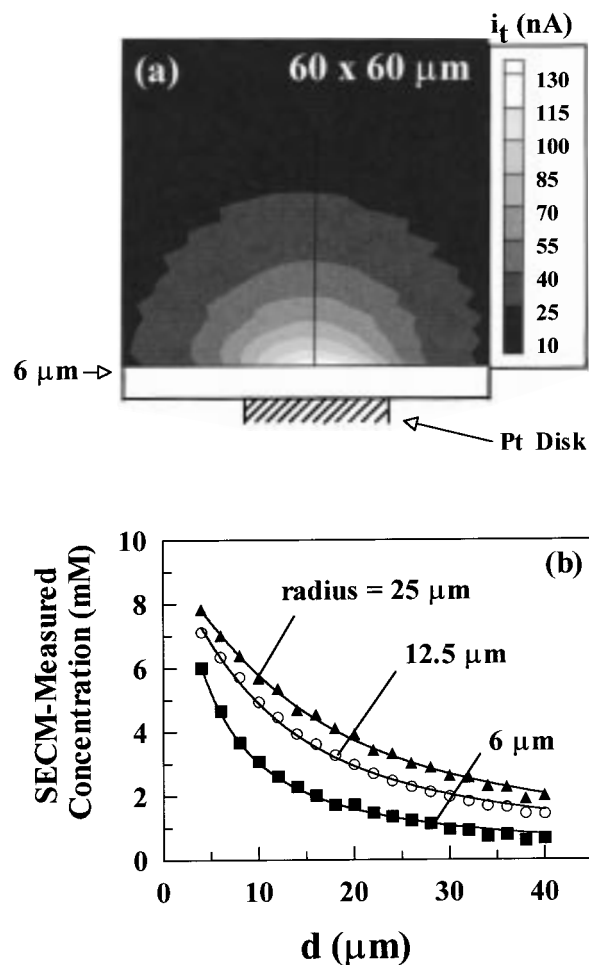 i_t (nA)
(a)
60 x 60 μm
130
115
100
85
70
55
40
25
10
6 μm
Pt Disk
(b)
SECM-Measured
Concentration (mM)
10
8
6
4
2
0
radius = 25 μm
12.5 μm
6 μm
0
10
20
30
40
d (μm)